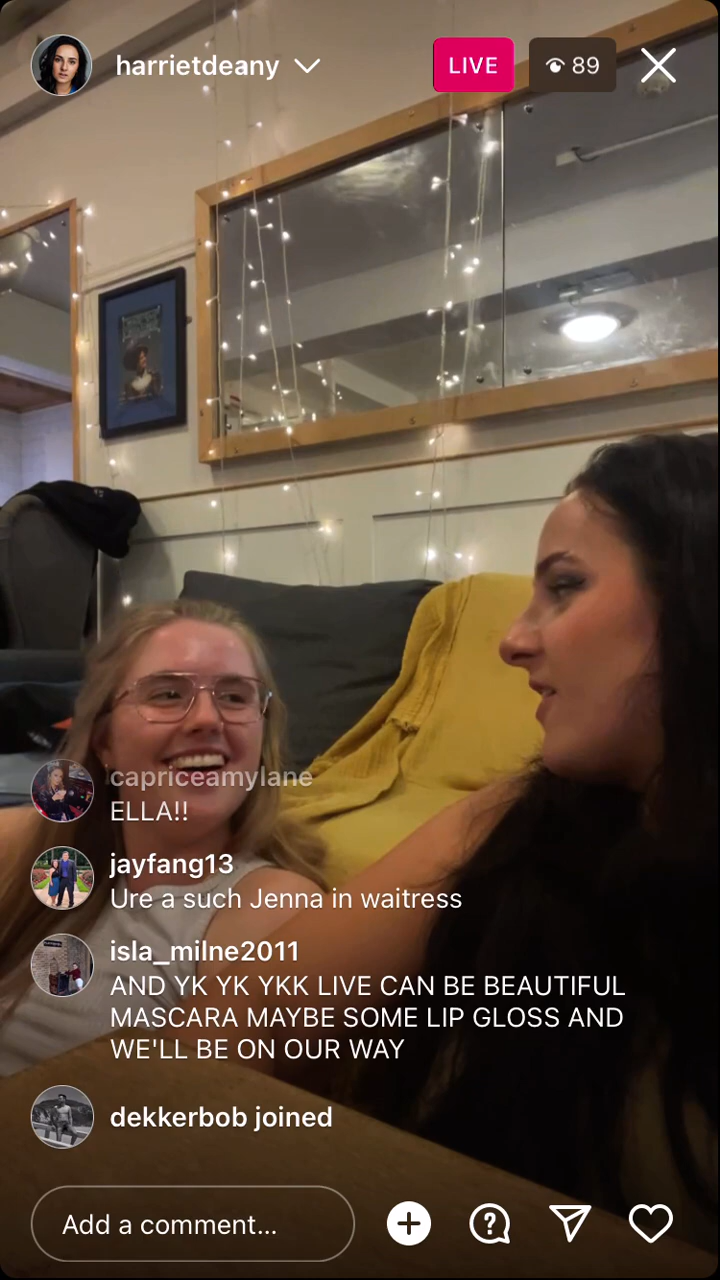 harrietdeany
LIVE
89
capriceamylane
ELLA!!
jayfang13
Ure a such Jenna in waitress
isla_milne2011
AND YK YK YKK LIVE CAN BE BEAUTIFUL
MASCARA MAYBE SOME LIP GLOSS AND
WE'LL BE ON OUR WAY
dekkerbob joined
Add a comment...